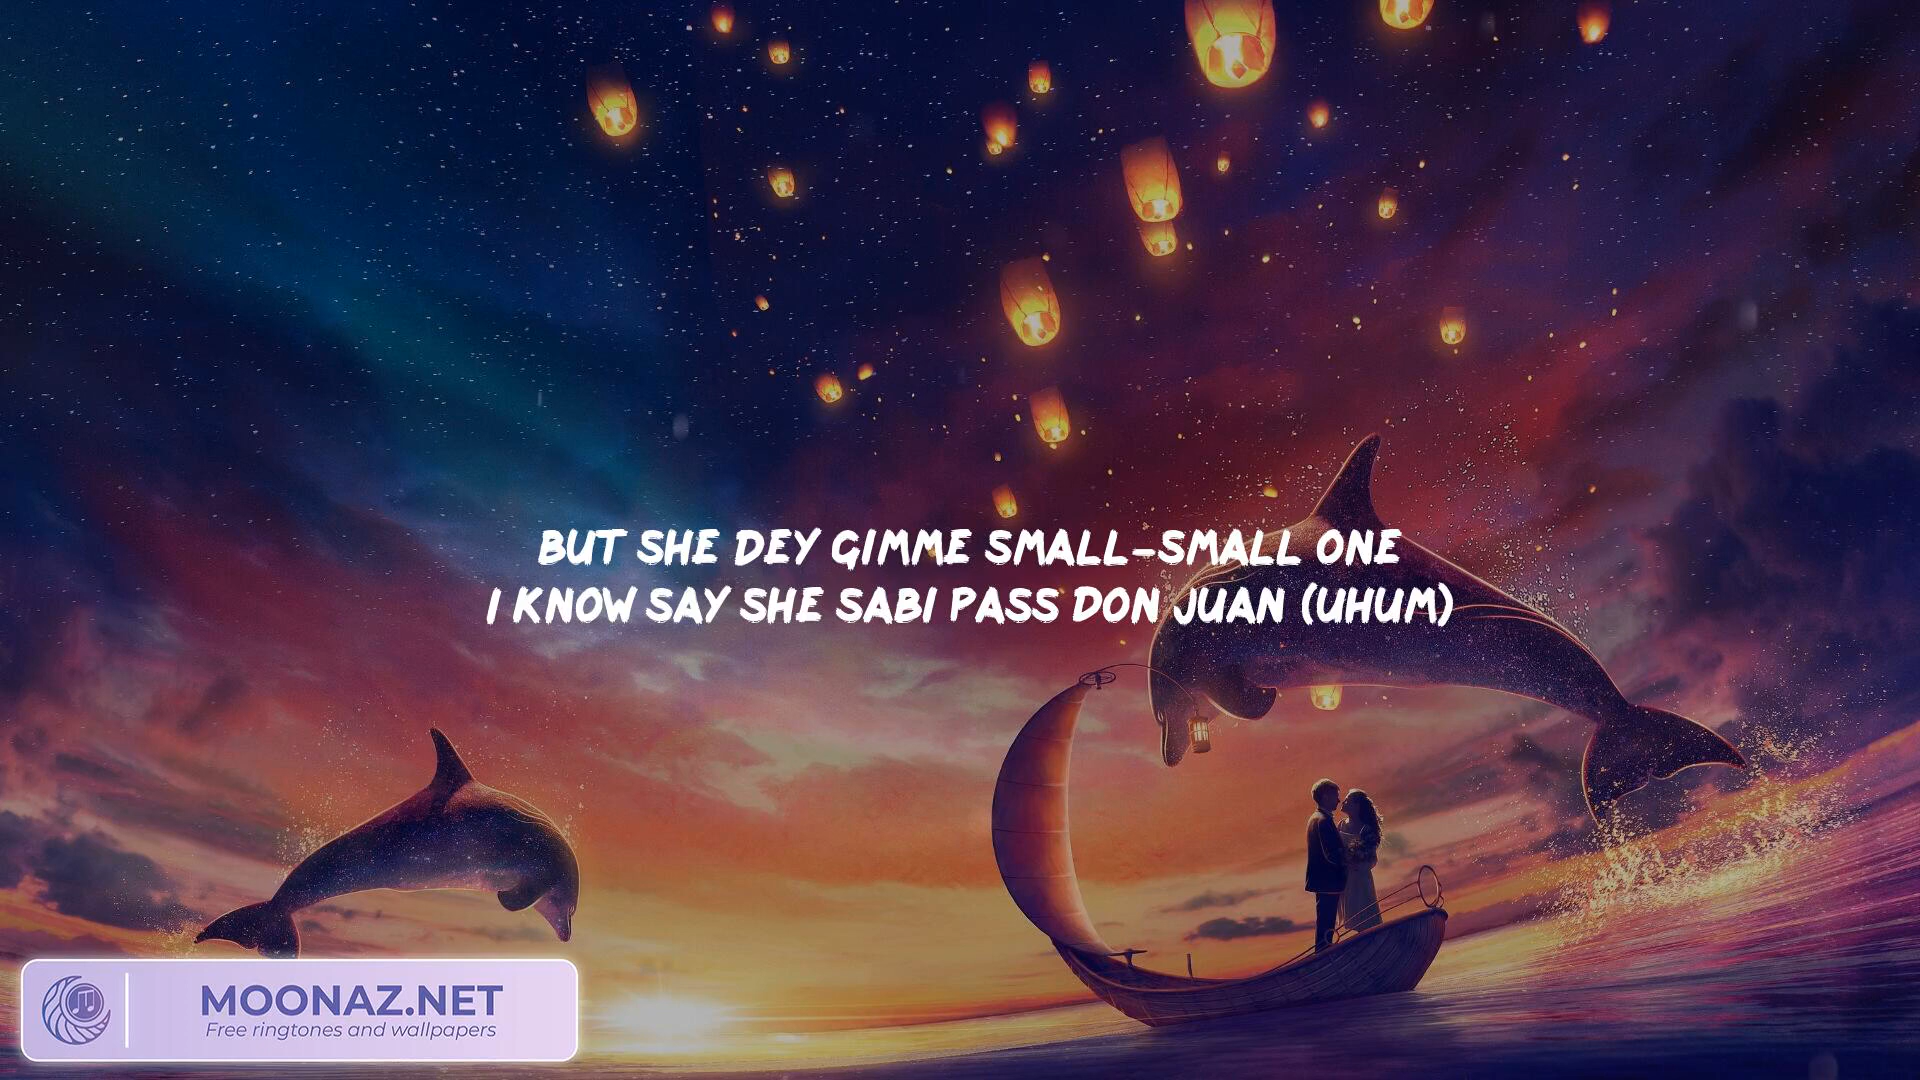 BUT SHE DEY GIMME SMALL-SMALL ONE
I KNOW SAY SHE SABI PASS DON JUAN (UHUM)
MOONAZ.NET
Free ringtones and wallpapers